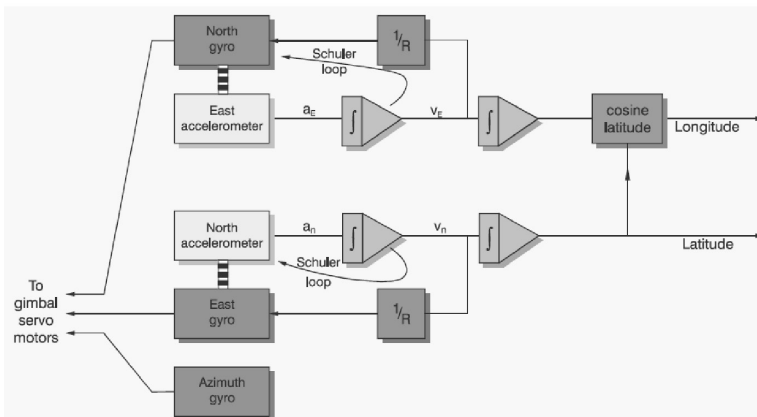 North
gyro
1/R
Schuler
loop
East
accelerometer
aE
∫
vE
∫
cosine
latitude
Longitude
North
accelerometer
an
∫
vn
∫
Latitude
Schuler
loop
To
gimbal
servo
motors
East
gyro
1/R
Azimuth
gyro